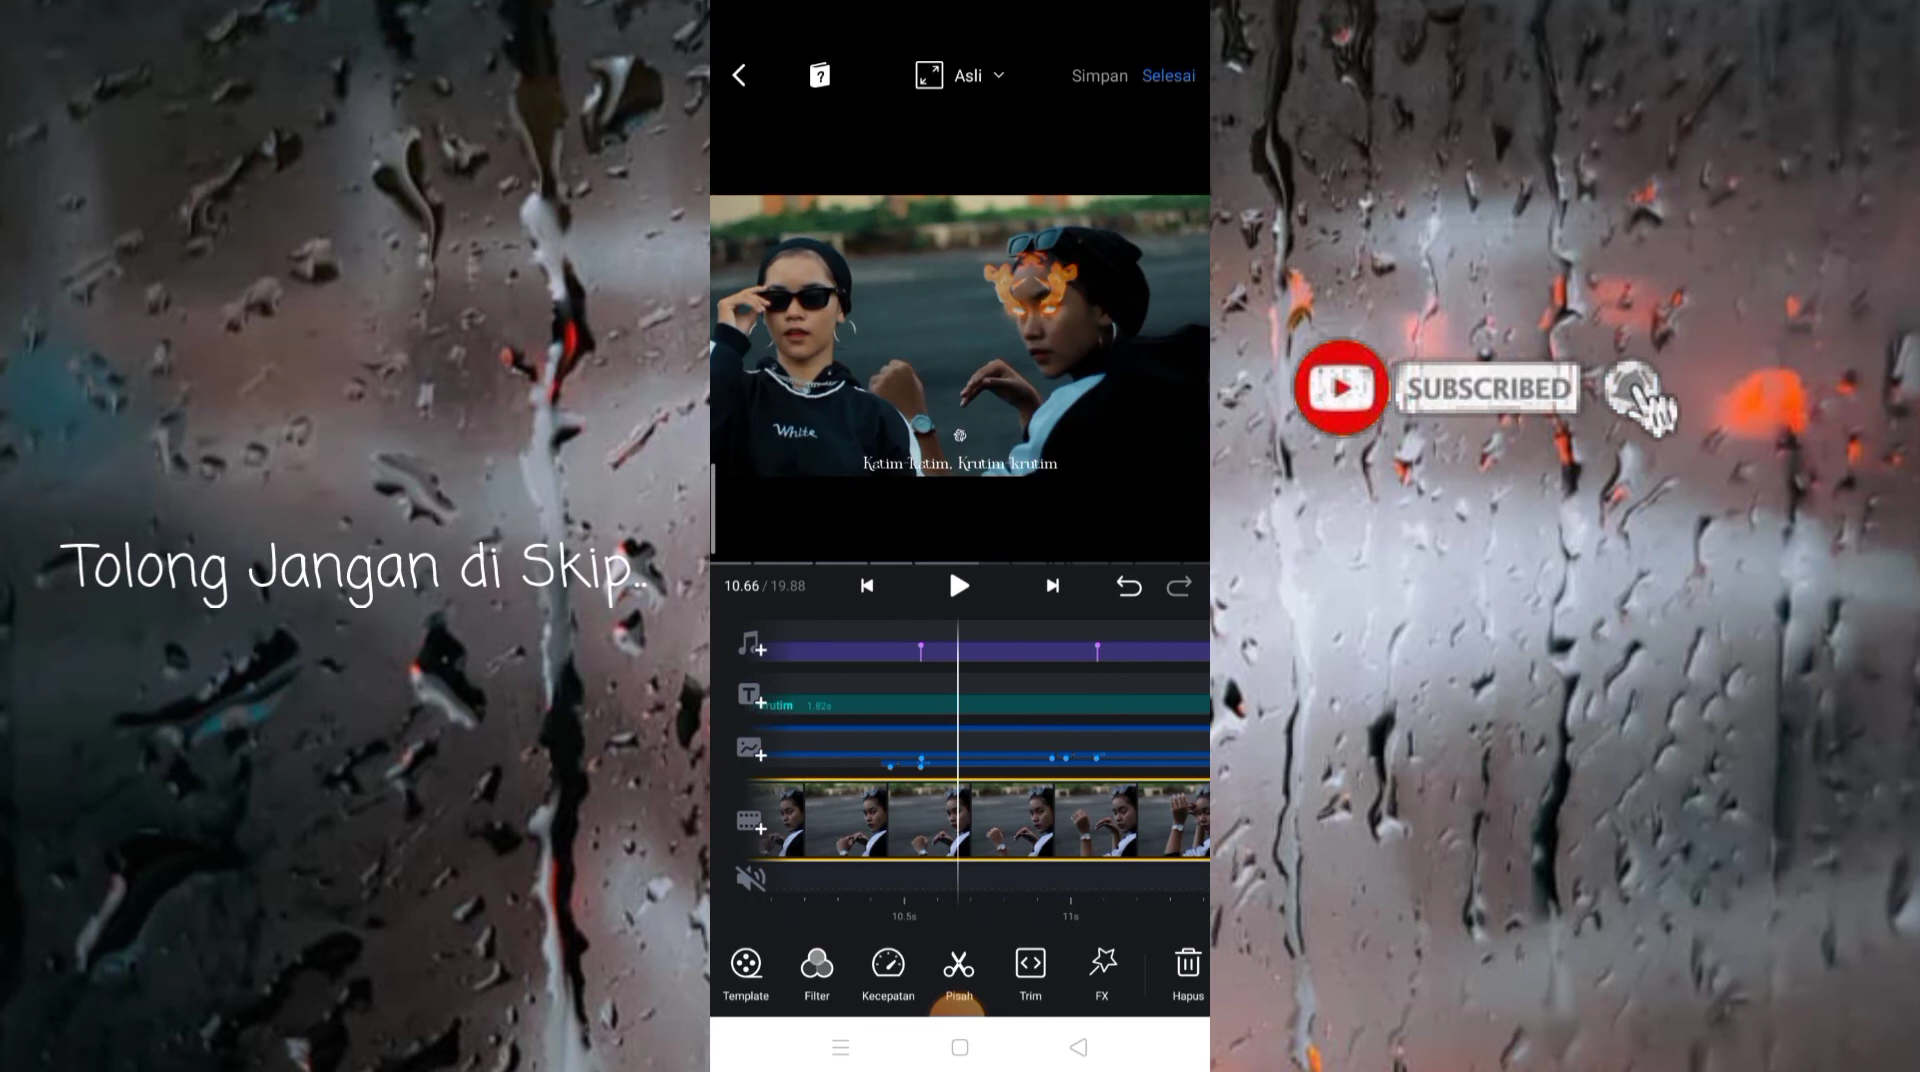 Asli
Simpan Selesai
White
Katim-Katim, Krutim-krutim
Tolong Jangan di Skip..
SUBSCRIBED
10.66 / 19.88
rutim 1.82s
10.5s 11s
Template Filter Kecepatan Pisah Trim FX Hapus